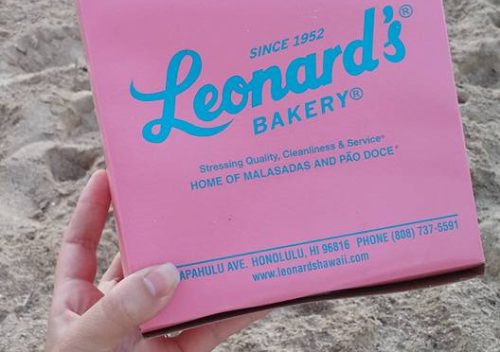 SINCE 1952
Leonard's®
BAKERY®
Stressing Quality, Cleanliness & Service®
HOME OF MALASADAS AND PÃO DOCE®
APAHULU AVE. HONOLULU, HI 96816 PHONE (808) 737-5591
www.leonardshawaii.com